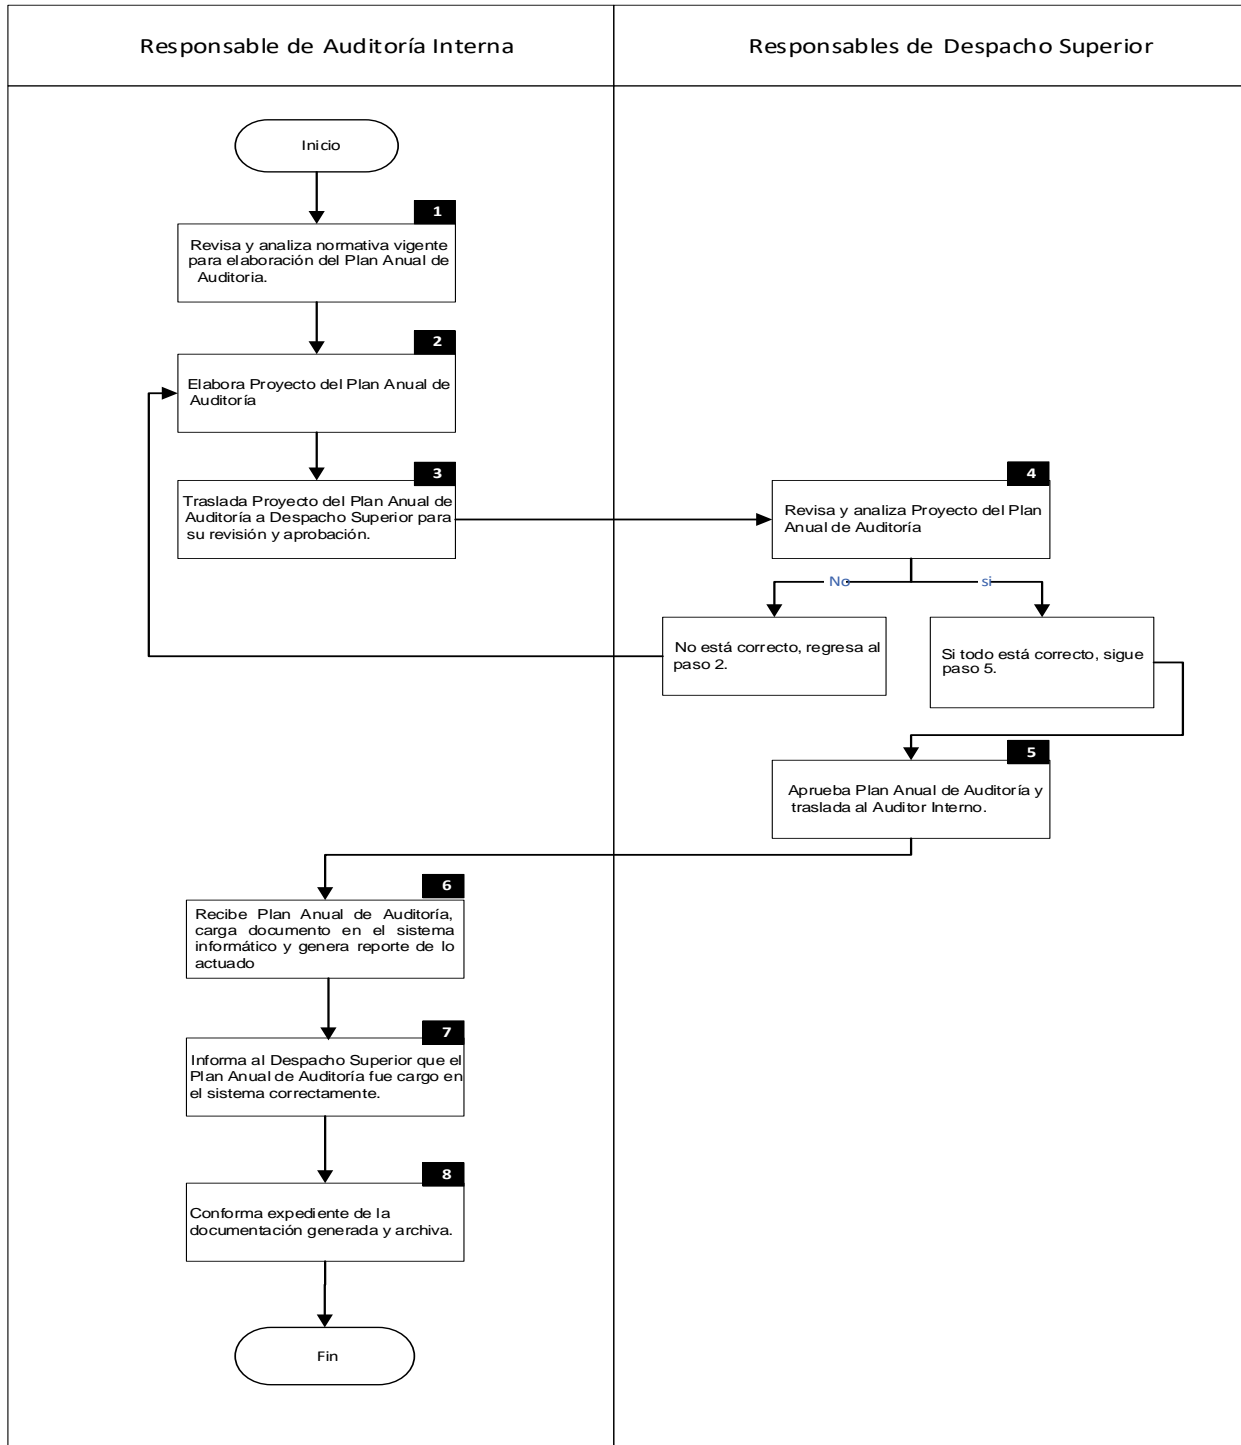 Responsable de Auditoría Interna
Responsables de Despacho Superior
Inicio
1
Revisa y analiza normativa vigente
para elaboración del Plan Anual de
Auditoria.
2
Elabora Proyecto del Plan Anual de
Auditoría
3
Traslada Proyecto del Plan Anual de
Auditoría a Despacho Superior para
su revisión y aprobación.
4
Revisa y analiza Proyecto del Plan
Anual de Auditoría
No
si
No está correcto, regresa al
paso 2.
Si todo está correcto, sigue
paso 5.
5
Aprueba Plan Anual de Auditoría y
traslada al Auditor Interno.
6
Recibe Plan Anual de Auditoría,
carga documento en el sistema
informático y genera reporte de lo
actuado
7
Informa al Despacho Superior que el
Plan Anual de Auditoría fue cargo en
el sistema correctamente.
8
Conforma expediente de la
documentación generada y archiva.
Fin